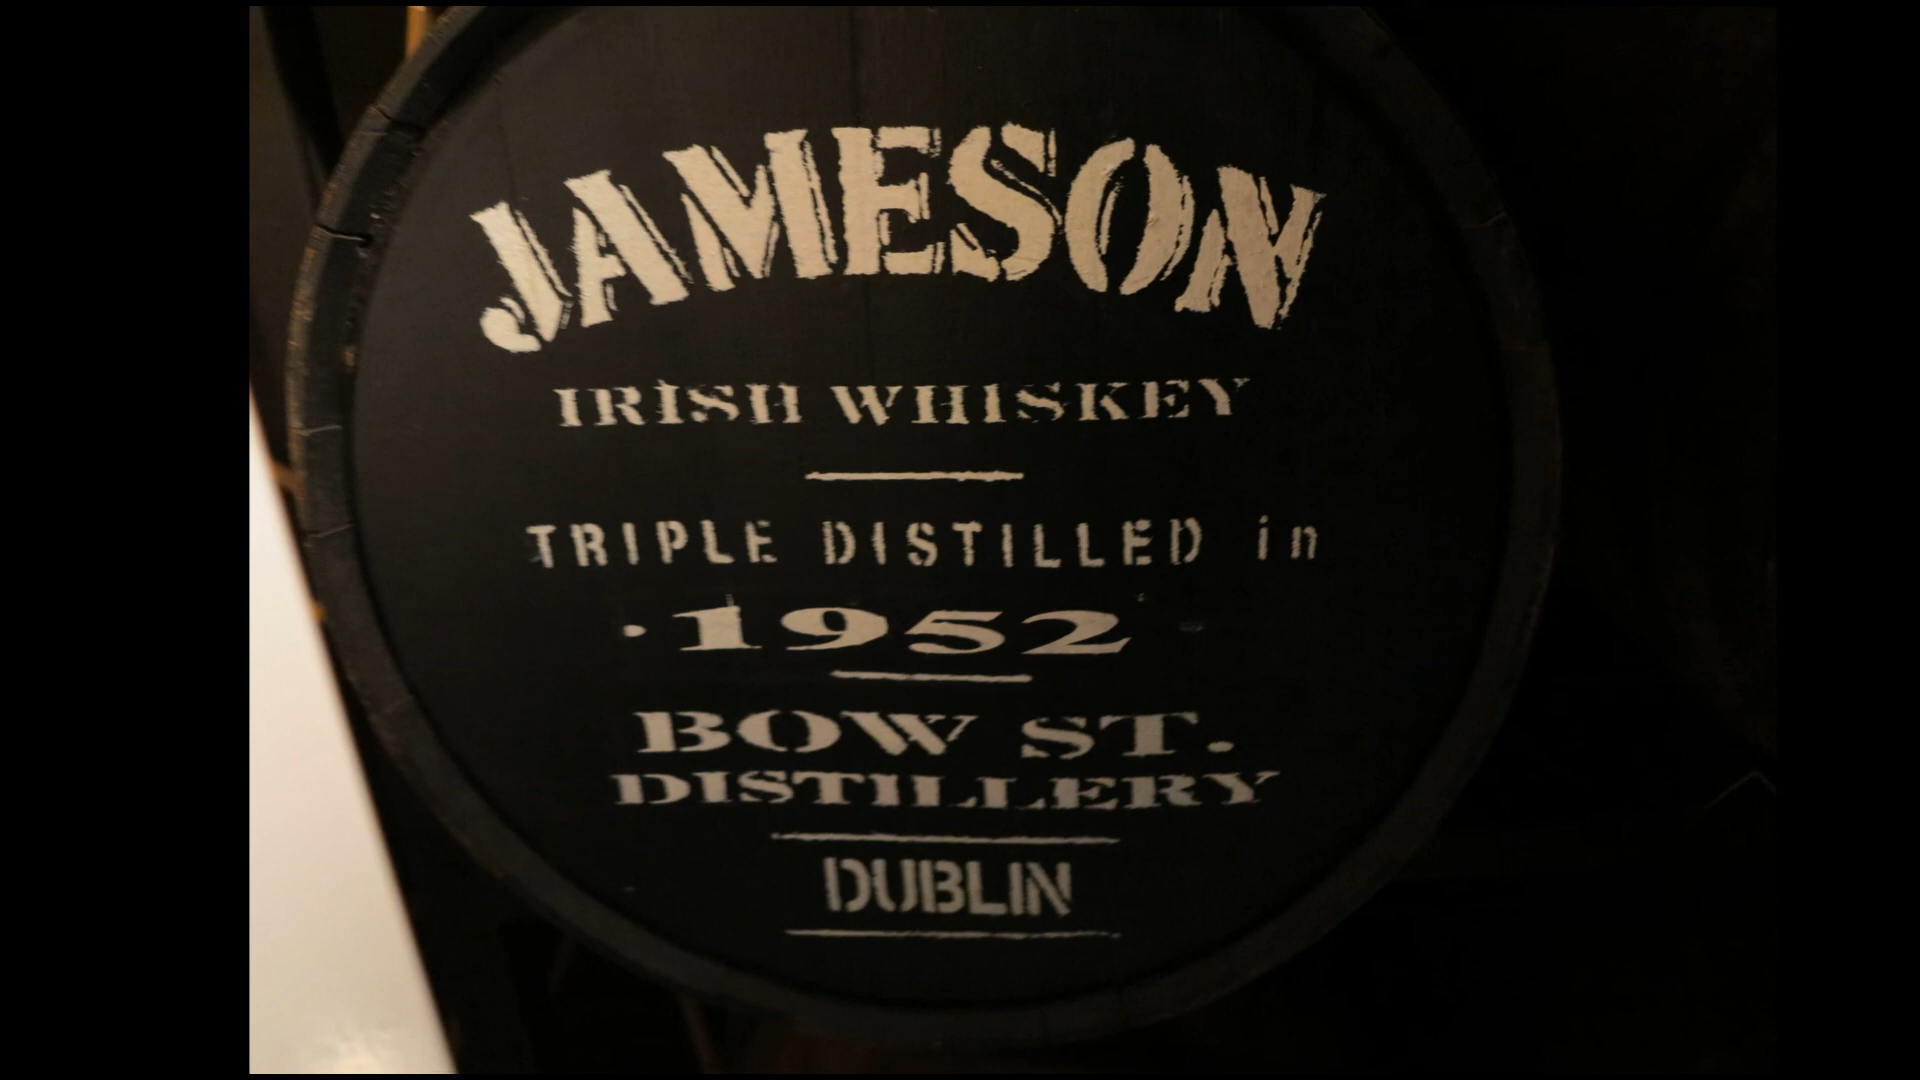 JAMESON
IRISH WHISKEY
TRIPLE DISTILLED in
·1952
BOW ST.
DISTILLERY
DUBLIN